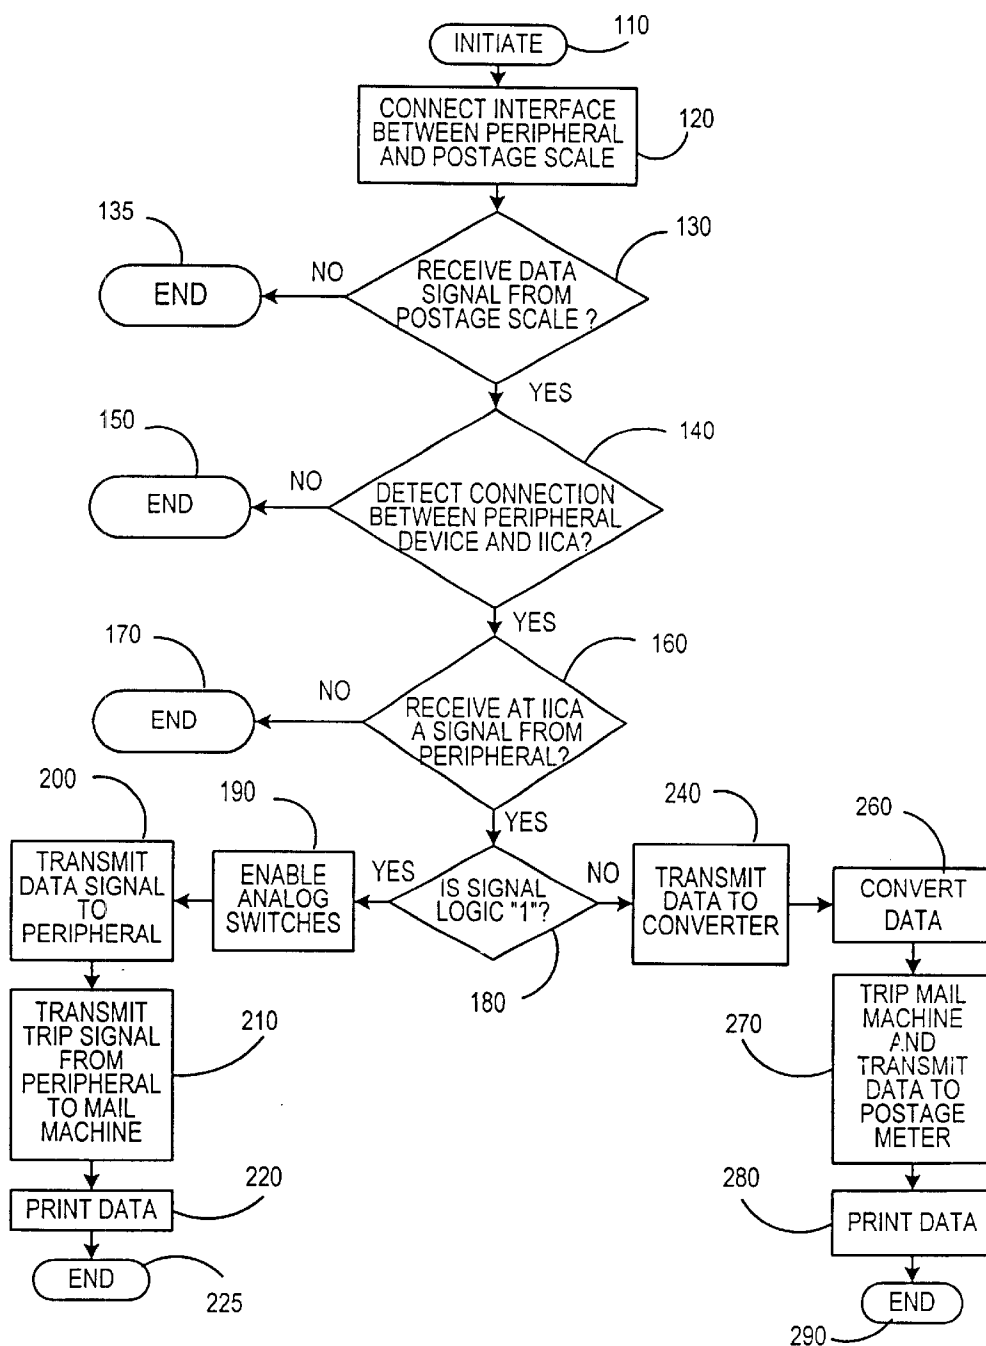 INITIATE
110
CONNECT INTERFACE
BETWEEN PERIPHERAL
AND POSTAGE SCALE
120
135
130
END
NO
RECEIVE DATA
SIGNAL FROM
POSTAGE SCALE ?
YES
150
140
END
NO
DETECT CONNECTION
BETWEEN PERIPHERAL
DEVICE AND IICA?
YES
170
160
END
NO
RECEIVE AT IICA
A SIGNAL FROM
PERIPHERAL?
YES
200
190
240
260
TRANSMIT
DATA SIGNAL
TO
PERIPHERAL
ENABLE
ANALOG
SWITCHES
YES
IS SIGNAL
LOGIC "1"?
NO
180
TRANSMIT
DATA TO
CONVERTER
CONVERT
DATA
TRANSMIT
TRIP SIGNAL
FROM
PERIPHERAL
TO MAIL
MACHINE
210
270
TRIP MAIL
MACHINE
AND
TRANSMIT
DATA TO
POSTAGE
METER
PRINT DATA
220
280
PRINT DATA
END
225
END
290